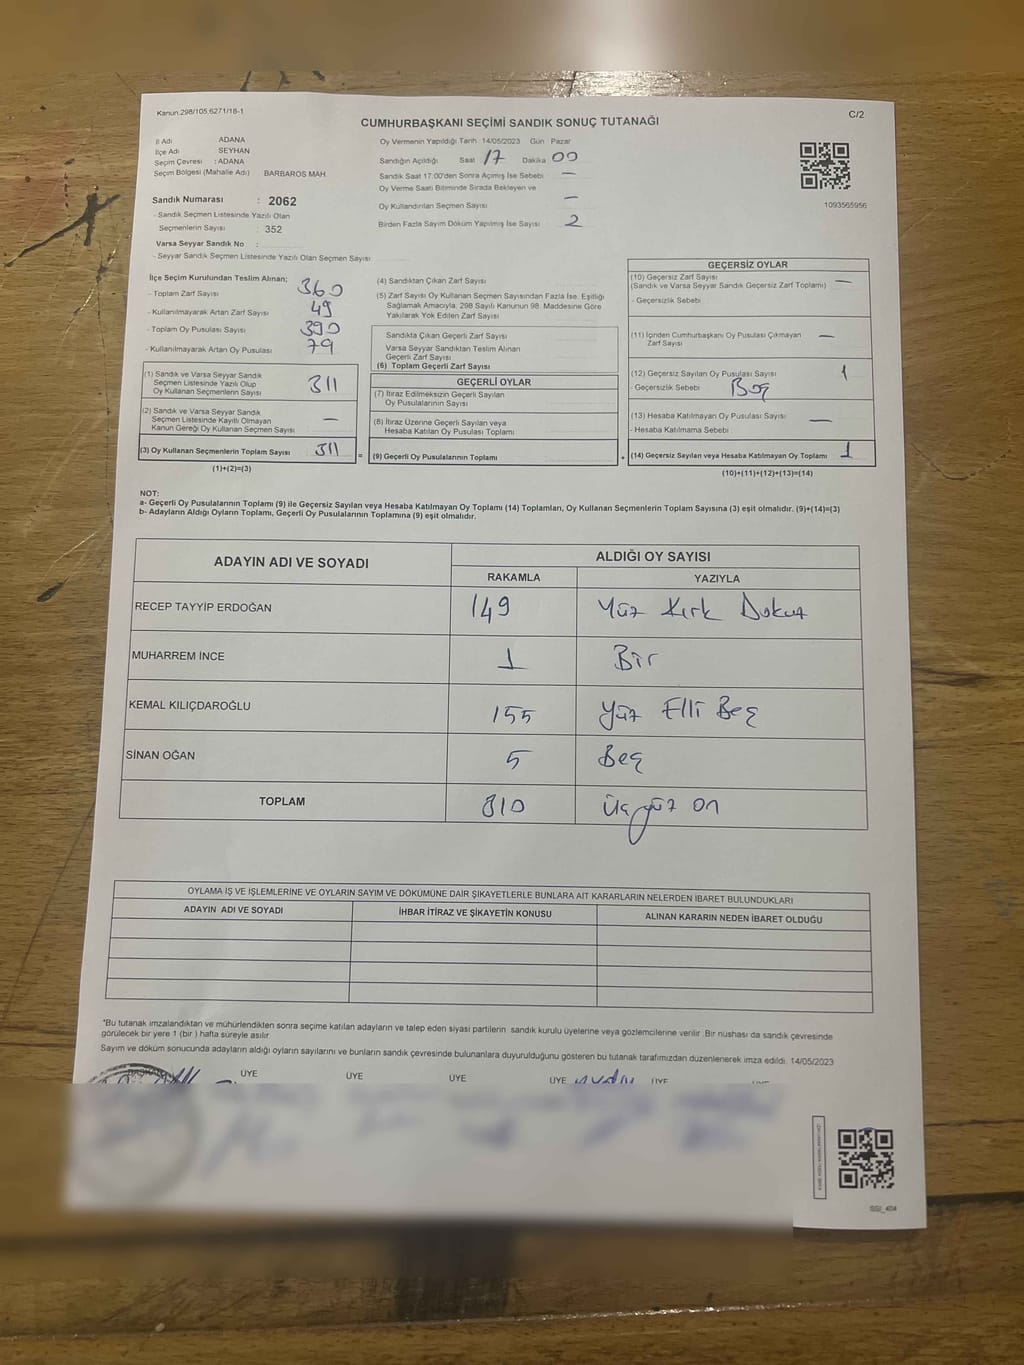 Kanun.298/105,6271/18-1
C/2
CUMHURBAŞKANI SEÇİMİ SANDIK SONUÇ TUTANAĞI
İl Adı ADANA
İlçe Adı SEYHAN
Seçim Çevresi : ADANA
Seçim Bölgesi (Mahalle Adı) BARBAROS MAH.
Sandık Numarası : 2062
- Sandık Seçmen Listesinde Yazılı Olan
Seçmenlerin Sayısı : 352
Varsa Seyyar Sandık No :
- Seyyar Sandık Seçmen Listesinde Yazılı Olan Seçmen Sayısı
Oy Vermenin Yapıldığı Tarih 14/05/2023 Gün Pazar
Sandığın Açıldığı Saat 17 Dakika 00
Sandık Saat 17:00'den Sonra Açımış İse Sebebi —
Oy Verme Saati Bitiminde Sırada Bekleyen ve
Oy Kullandırılan Seçmen Sayısı —
Birden Fazla Sayım Döküm Yapılmış İse Sayısı 2
1093565956
İlçe Seçim Kurulundan Teslim Alınan;
- Toplam Zarf Sayısı 360
- Kullanılmayarak Artan Zarf Sayısı 49
- Toplam Oy Pusulası Sayısı 390
- Kullanılmayarak Artan Oy Pusulası 79
(1) Sandık ve Varsa Seyyar Sandık
Seçmen Listesinde Yazılı Olup
Oy Kullanan Seçmenlerin Sayısı 311
(2) Sandık ve Varsa Seyyar Sandık
Seçmen Listesinde Kayıtlı Olmayan
Kanun Gereği Oy Kullanan Seçmen Sayısı —
(3) Oy Kullanan Seçmenlerin Toplam Sayısı 311
(1)+(2)=(3)
(4) Sandıktan Çıkan Zarf Sayısı
(5) Zarf Sayısı Oy Kullanan Seçmen Sayısından Fazla İse, Eşitliği
Sağlamak Amacıyla, 298 Sayılı Kanunun 98. Maddesine Göre
Yakılarak Yok Edilen Zarf Sayısı
Sandıkta Çıkan Geçerli Zarf Sayısı
Varsa Seyyar Sandıktan Teslim Alınan
Geçerli Zarf Sayısı
(6) Toplam Geçerli Zarf Sayısı
GEÇERLİ OYLAR
(7) İtiraz Edilmeksizin Geçerli Sayılan
Oy Pusulalarının Sayısı
(8) İtiraz Üzerine Geçerli Sayılan veya
Hesaba Katılan Oy Pusulası Toplamı
= (9) Geçerli Oy Pusulalarının Toplamı +
GEÇERSİZ OYLAR
(10) Geçersiz Zarf Sayısı —
(Sandık ve Varsa Seyyar Sandık Geçersiz Zarf Toplamı)
- Geçersizlik Sebebi
(11) İçinden Cumhurbaşkanı Oy Pusulası Çıkmayan —
Zarf Sayısı
(12) Geçersiz Sayılan Oy Pusulası Sayısı 1
- Geçersizlik Sebebi : Boş
(13) Hesaba Katılmayan Oy Pusulası Sayısı —
- Hesaba Katılmama Sebebi :
(14) Geçersiz Sayılan veya Hesaba Katılmayan Oy Toplamı 1
(10)+(11)+(12)+(13)=(14)
NOT:
a- Geçerli Oy Pusulalarının Toplamı (9) ile Geçersiz Sayılan veya Hesaba Katılmayan Oy Toplamı (14) Toplamları, Oy Kullanan Seçmenlerin Toplam Sayısına (3) eşit olmalıdır. (9)+(14)=(3)
b- Adayların Aldığı Oyların Toplamı, Geçerli Oy Pusulalarının Toplamına (9) eşit olmalıdır.
ADAYIN ADI VE SOYADI ALDIĞI OY SAYISI
RAKAMLA YAZIYLA
RECEP TAYYİP ERDOĞAN 149 Yüz Kırk Dokuz
MUHARREM İNCE 1 Bir
KEMAL KILIÇDAROĞLU 155 Yüz Elli Beş
SİNAN OĞAN 5 Beş
TOPLAM 310 Üçyüz on
OYLAMA İŞ VE İŞLEMLERİNE VE OYLARIN SAYIM VE DÖKÜMÜNE DAİR ŞİKAYETLERLE BUNLARA AİT KARARLARIN NELERDEN İBARET BULUNDUKLARI
ADAYIN ADI VE SOYADI İHBAR İTİRAZ VE ŞİKAYETİN KONUSU ALINAN KARARIN NEDEN İBARET OLDUĞU
*Bu tutanak imzalandıktan ve mühürlendikten sonra seçime katılan adayların ve talep eden siyasi partilerin sandık kurulu üyelerine veya gözlemcilerine verilir. Bir nüshası da sandık çevresinde
görülecek bir yere 1 (bir ) hafta süreyle asılır.
Sayım ve döküm sonucunda adayların aldığı oyların sayılarını ve bunların sandık çevresinde bulunanlara duyurulduğunu gösteren bu tutanak tarafımızdan düzenlenerek imza edildi. 14/05/2023
BAŞKAN ÜYE ÜYE ÜYE ÜYE ÜYE ÜYE